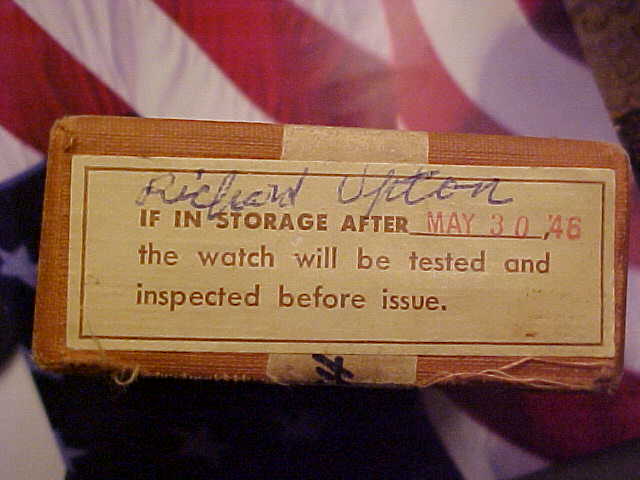 Richard Upton
IF IN STORAGE AFTER MAY 30, '46
the watch will be tested and
inspected before issue.